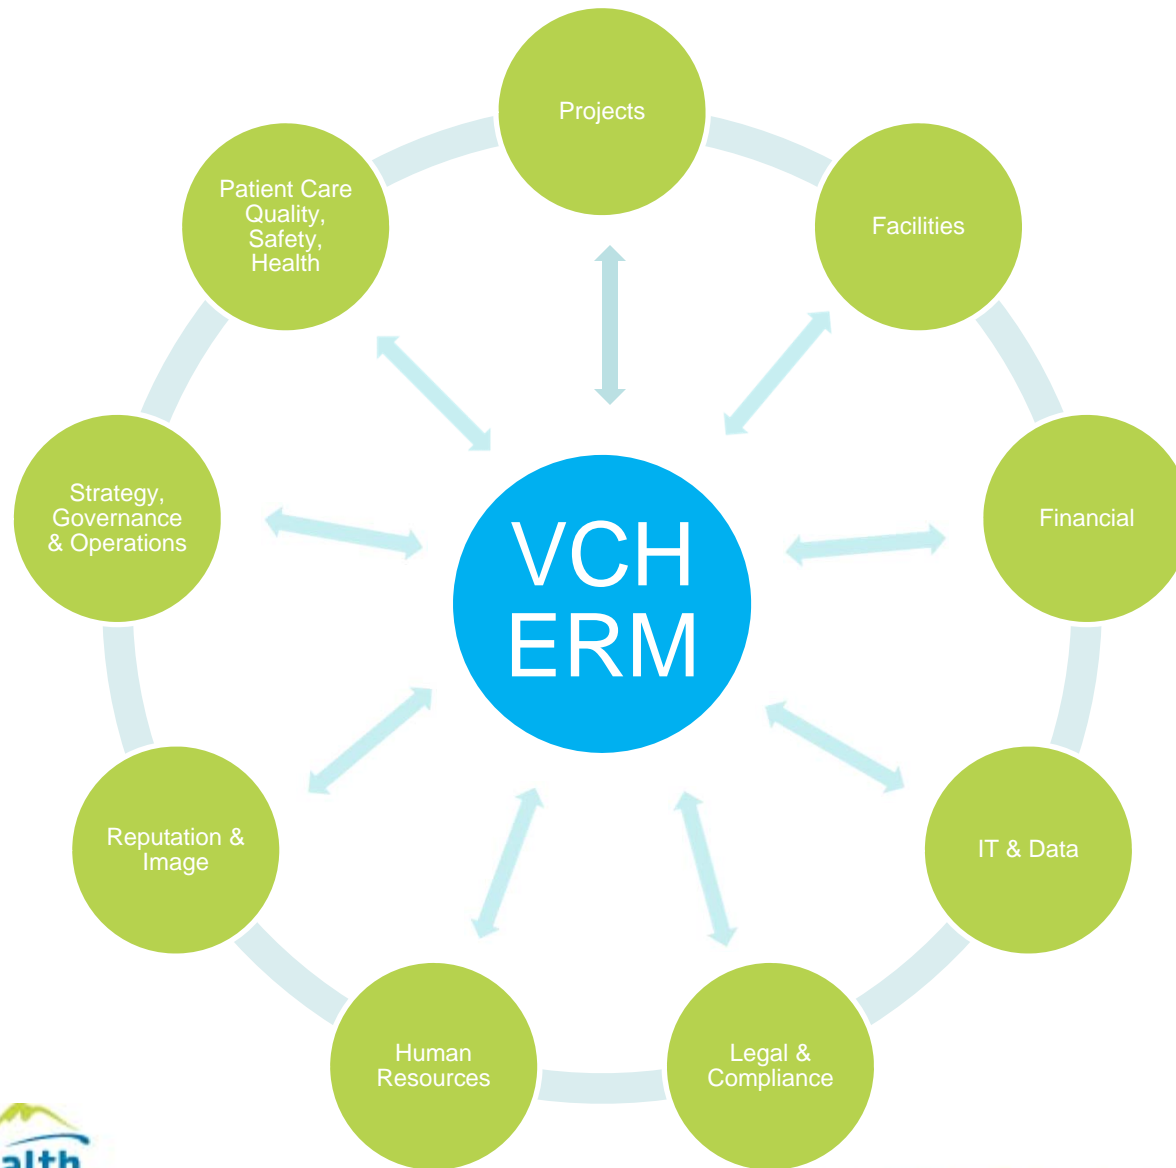 Projects
Facilities
Financial
IT & Data
Legal &
Compliance
Human
Resources
Reputation &
Image
Strategy,
Governance
& Operations
Patient Care
Quality,
Safety,
Health
VCH
ERM